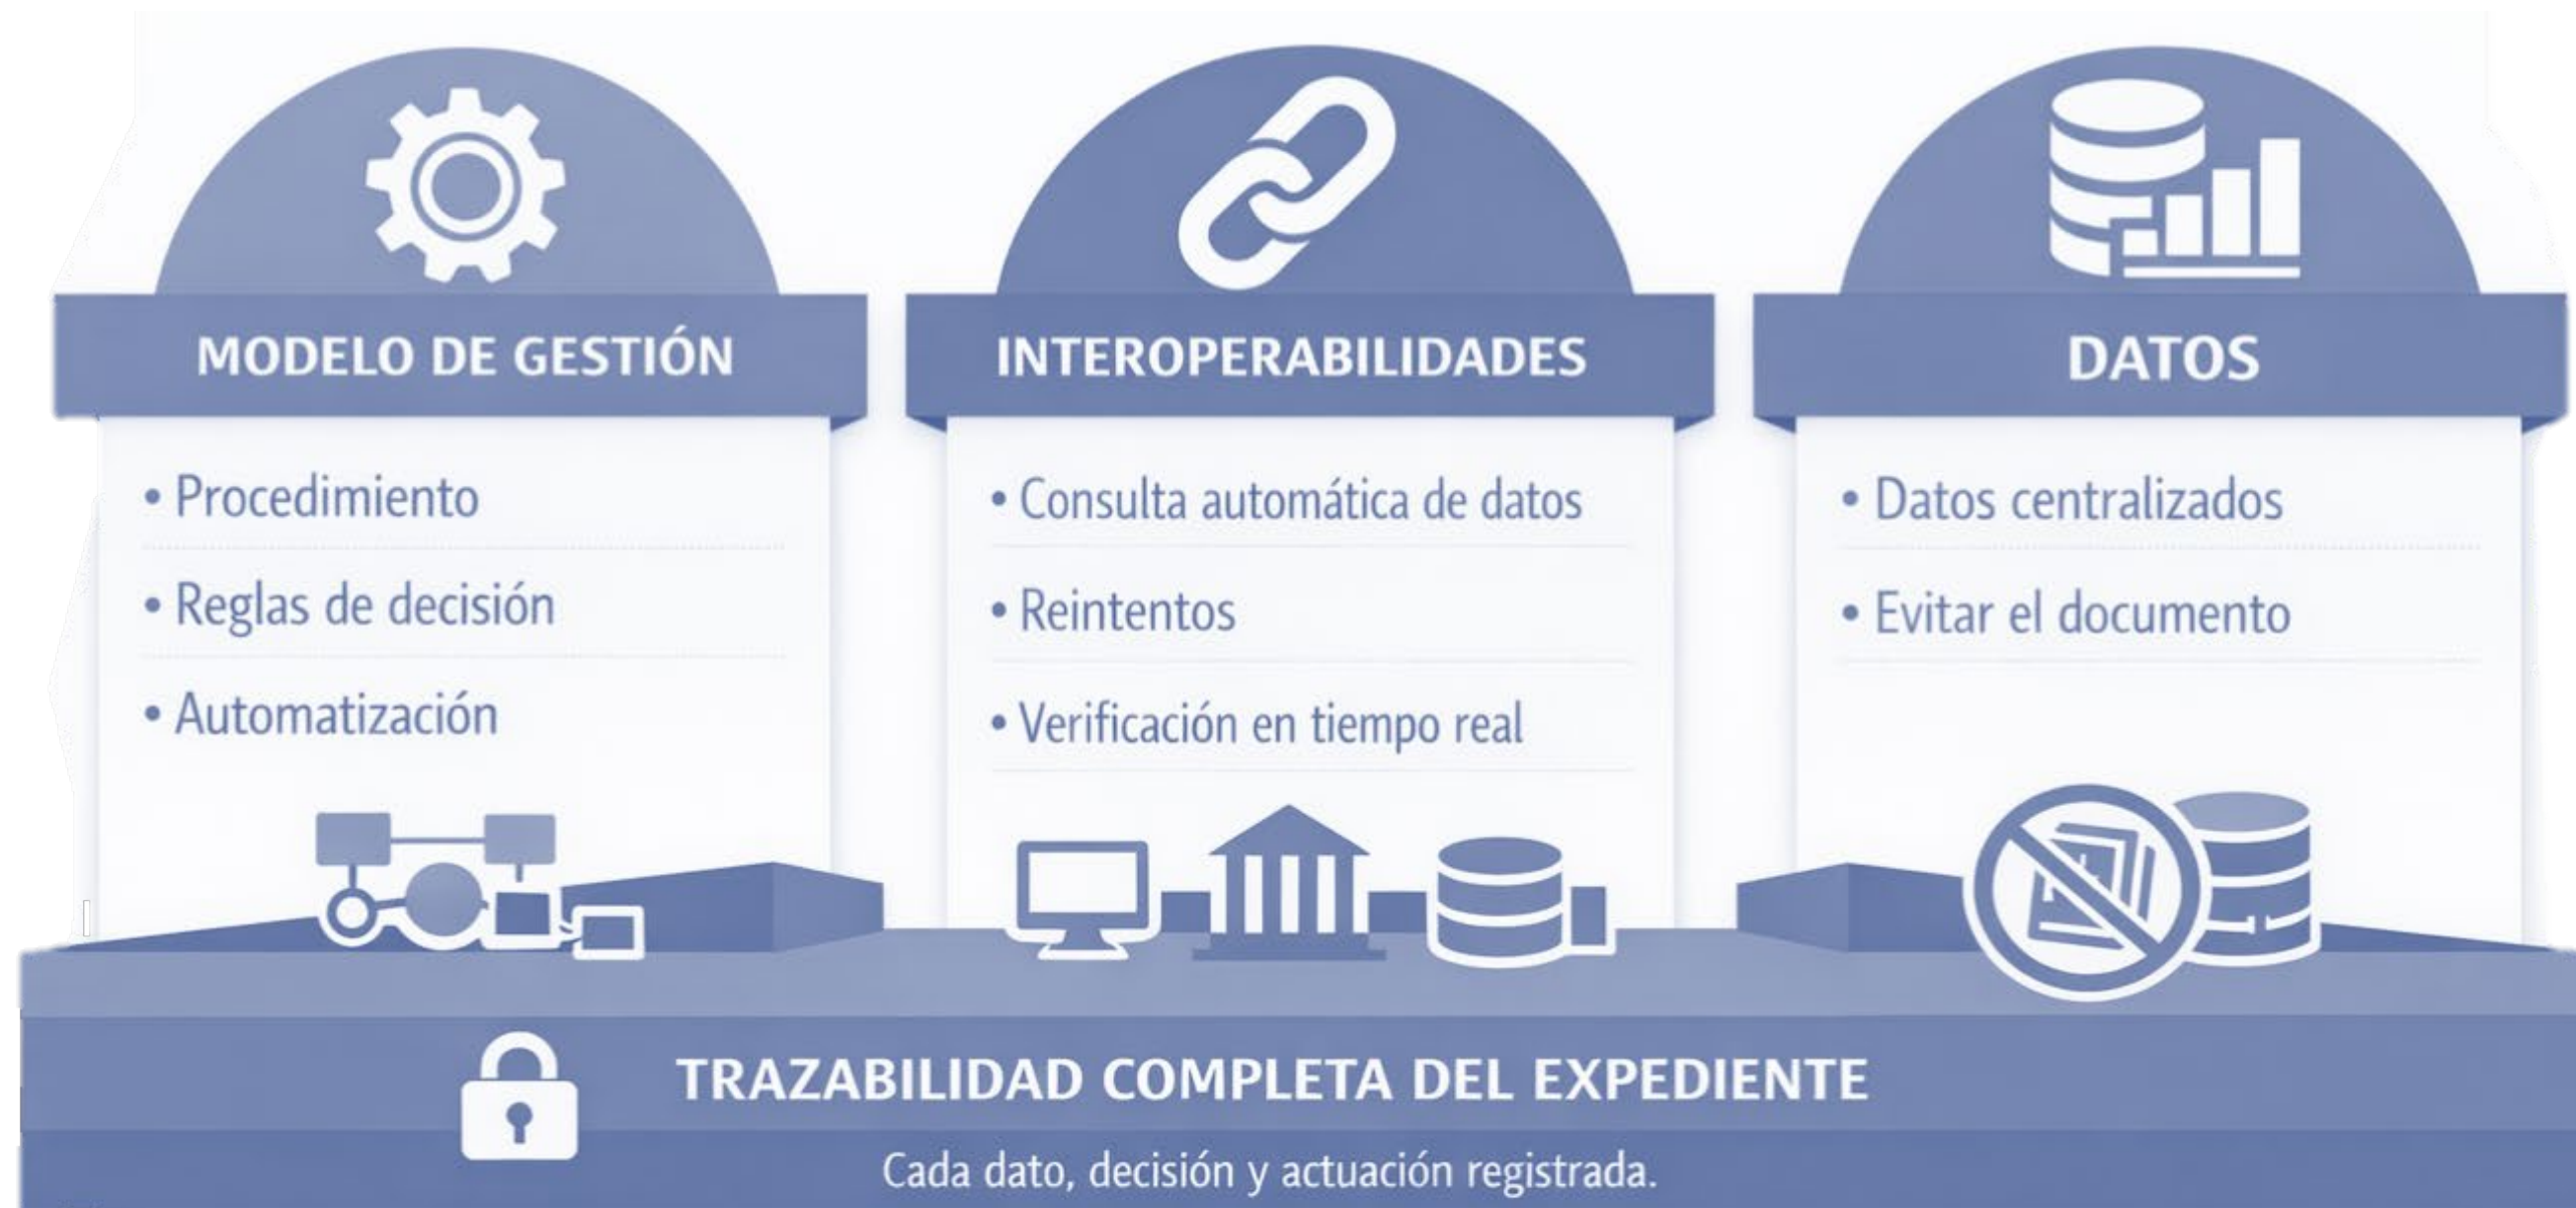 MODELO DE GESTIÓN
• Procedimiento
• Reglas de decisión
• Automatización
INTEROPERABILIDADES
• Consulta automática de datos
• Reintentos
• Verificación en tiempo real
DATOS
• Datos centralizados
• Evitar el documento
TRAZABILIDAD COMPLETA DEL EXPEDIENTE
Cada dato, decisión y actuación registrada.